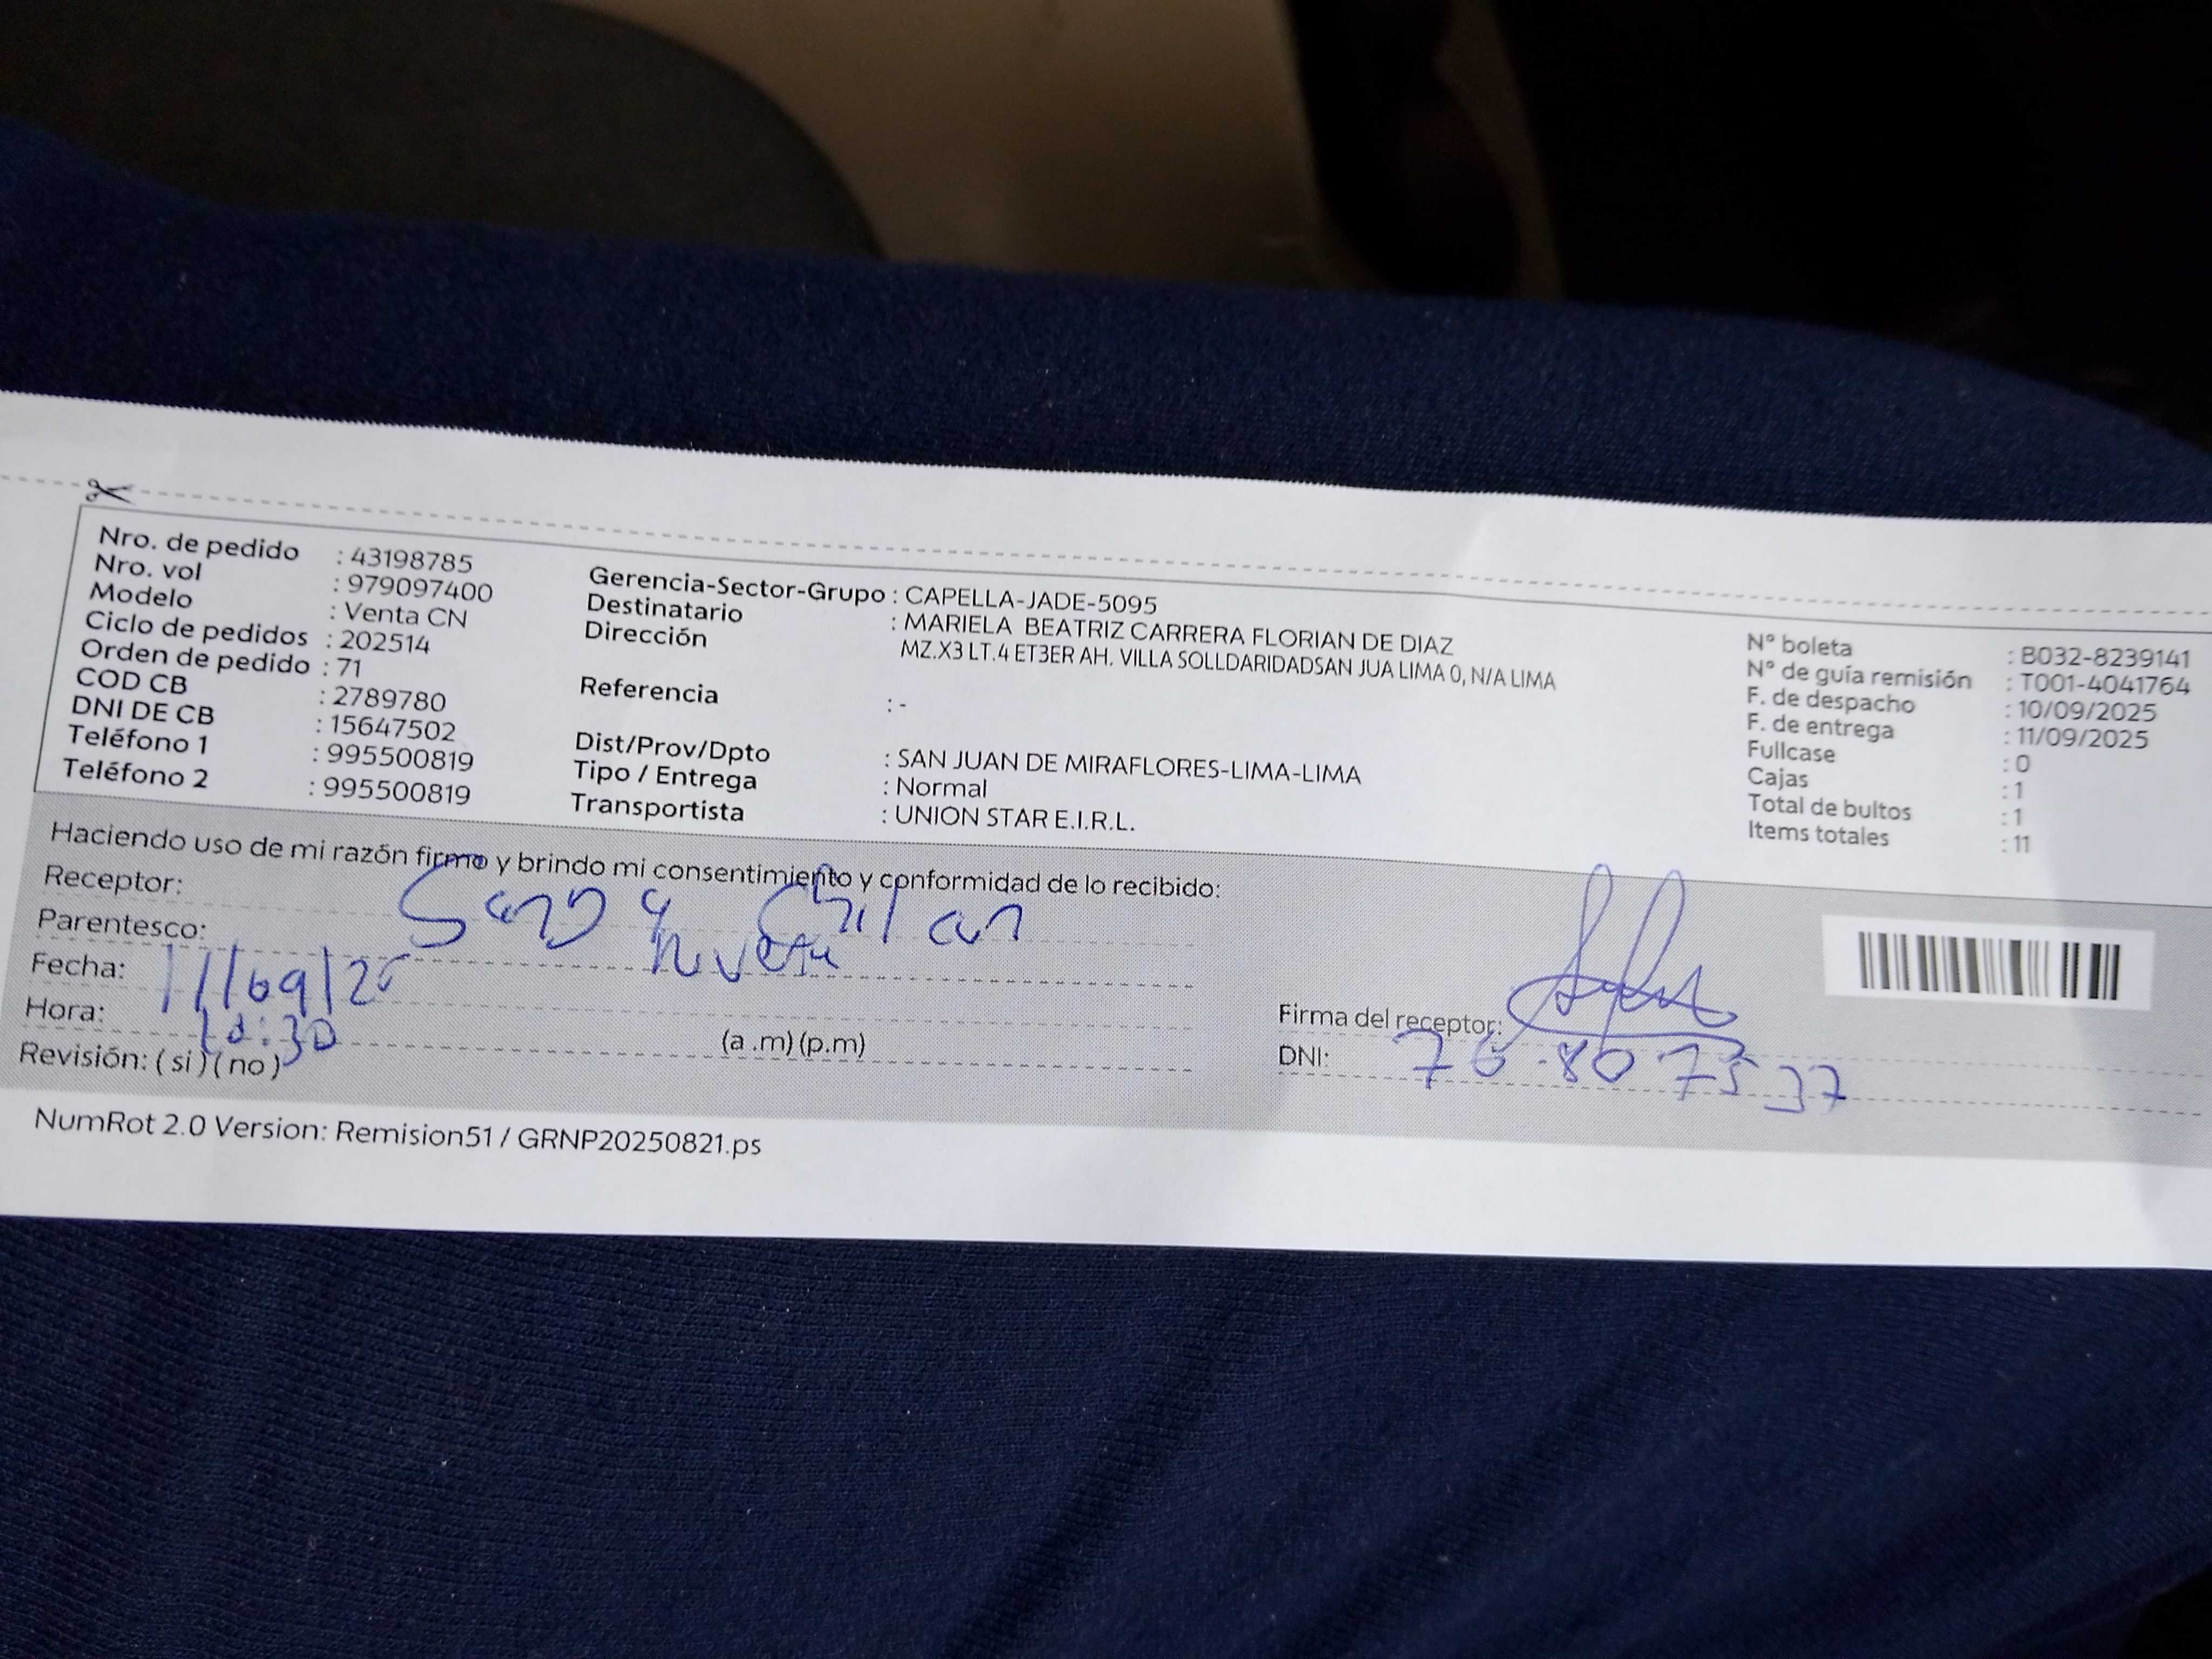 Nro. de pedido : 43198785
Nro. vol : 979097400
Modelo : Venta CN
Ciclo de pedidos : 202514
Orden de pedido : 71
COD CB : 2789780
DNI DE CB : 15647502
Teléfono 1 : 995500819
Teléfono 2 : 995500819
Gerencia-Sector-Grupo : CAPELLA-JADE-5095
Destinatario : MARIELA BEATRIZ CARRERA FLORIAN DE DIAZ
Dirección MZ.X3 LT.4 ET3ER AH. VILLA SOLLDARIDADSAN JUA LIMA 0, N/A LIMA
Referencia : -
Dist/Prov/Dpto : SAN JUAN DE MIRAFLORES-LIMA-LIMA
Tipo / Entrega : Normal
Transportista : UNION STAR E.I.R.L.
N° boleta : B032-8239141
N° de guía remisión : T001-4041764
F. de despacho : 10/09/2025
F. de entrega : 11/09/2025
Fullcase : 0
Cajas : 1
Total de bultos : 1
Items totales : 11
Haciendo uso de mi razón firmo y brindo mi consentimiento y conformidad de lo recibido:
Receptor: Sandy
Parentesco: nuera
Fecha: 11/09/25
Hora: (a .m) (p.m)
Revisión: ( si ) ( no )
Firma del receptor:
DNI:
NumRot 2.0 Version: Remision51 / GRNP20250821.ps